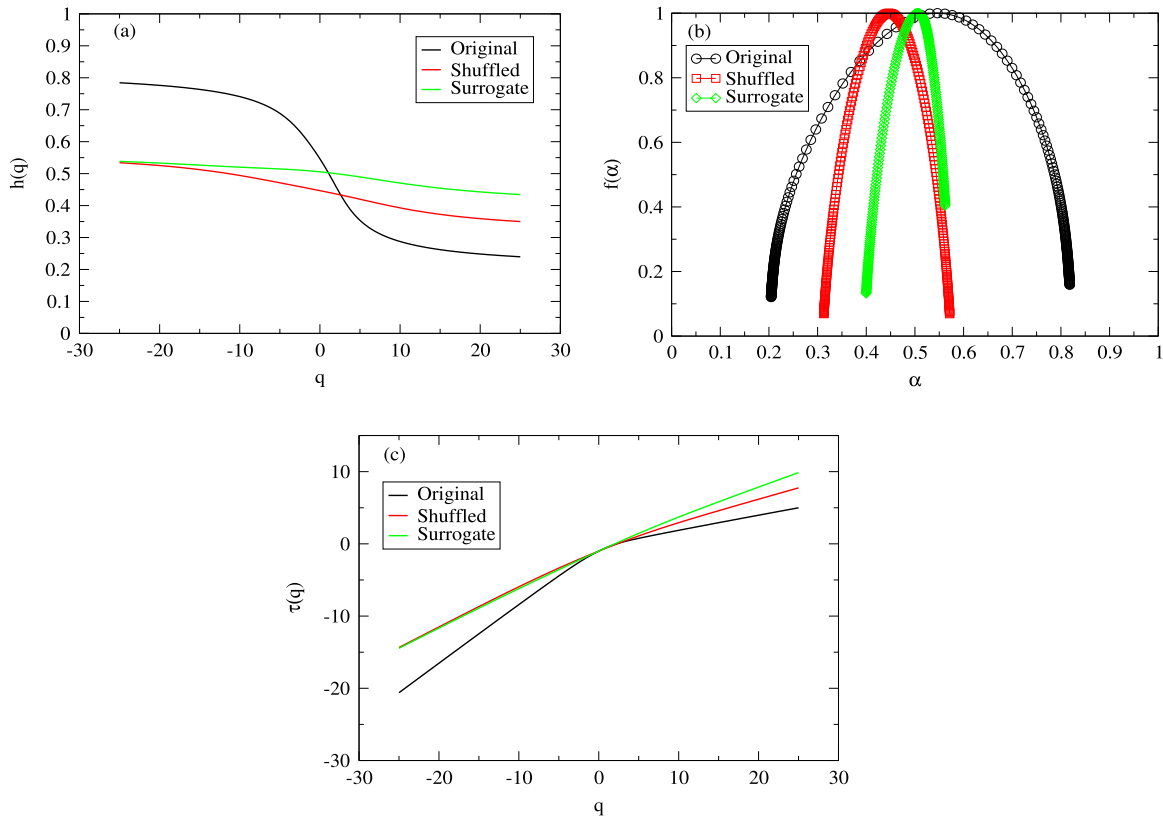 (a)
Original
Shuffled
Surrogate
h(q)
1
0.9
0.8
0.7
0.6
0.5
0.4
0.3
0.2
0.1
0
-30 -20 -10 0 10 20 30
q
(b)
Original
Shuffled
Surrogate
f(α)
1
0.8
0.6
0.4
0.2
0
0 0.1 0.2 0.3 0.4 0.5 0.6 0.7 0.8 0.9 1
α
(c)
Original
Shuffled
Surrogate
τ(q)
10
0
-10
-20
-30
-30 -20 -10 0 10 20 30
q